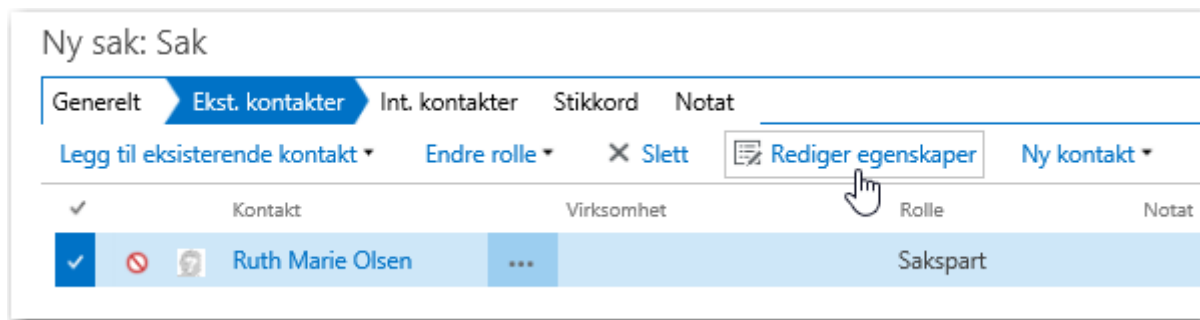 Ny sak: Sak
Generelt Ekst. kontakter Int. kontakter Stikkord Notat
Legg til eksisterende kontakt Endre rolle Slett Rediger egenskaper Ny kontakt
Kontakt Virksomhet Rolle Notat
Ruth Marie Olsen ... Sakspart